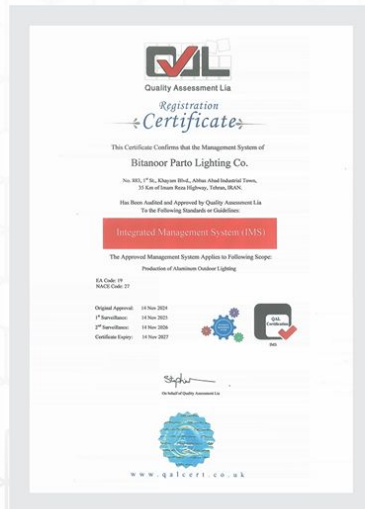 QAL
Quality Assessment Lia
Registration
Certificate
This Certificate Confirms that the Management System of
Bitanoor Parto Lighting Co.
No. 883, 1st St., Khayam Blvd., Abbas Abad Industrial Town,
35 Km of Imam Reza Highway, Tehran, IRAN.
Has Been Audited and Approved by Quality Assessment Lia
To the Following Standards or Guidelines:
Integrated Management System (IMS)
The Approved Management System Applies to Following Scope:
Production of Aluminum Outdoor Lighting
EA Code: 19
NACE Code: 27
Original Approval: 14 Nov 2024
1st Surveillance: 14 Nov 2025
2nd Surveillance: 14 Nov 2026
Certificate Expiry: 14 Nov 2027
QAL
Certification
IMS
On behalf of Quality Assessment Lia
www.qalcert.co.uk